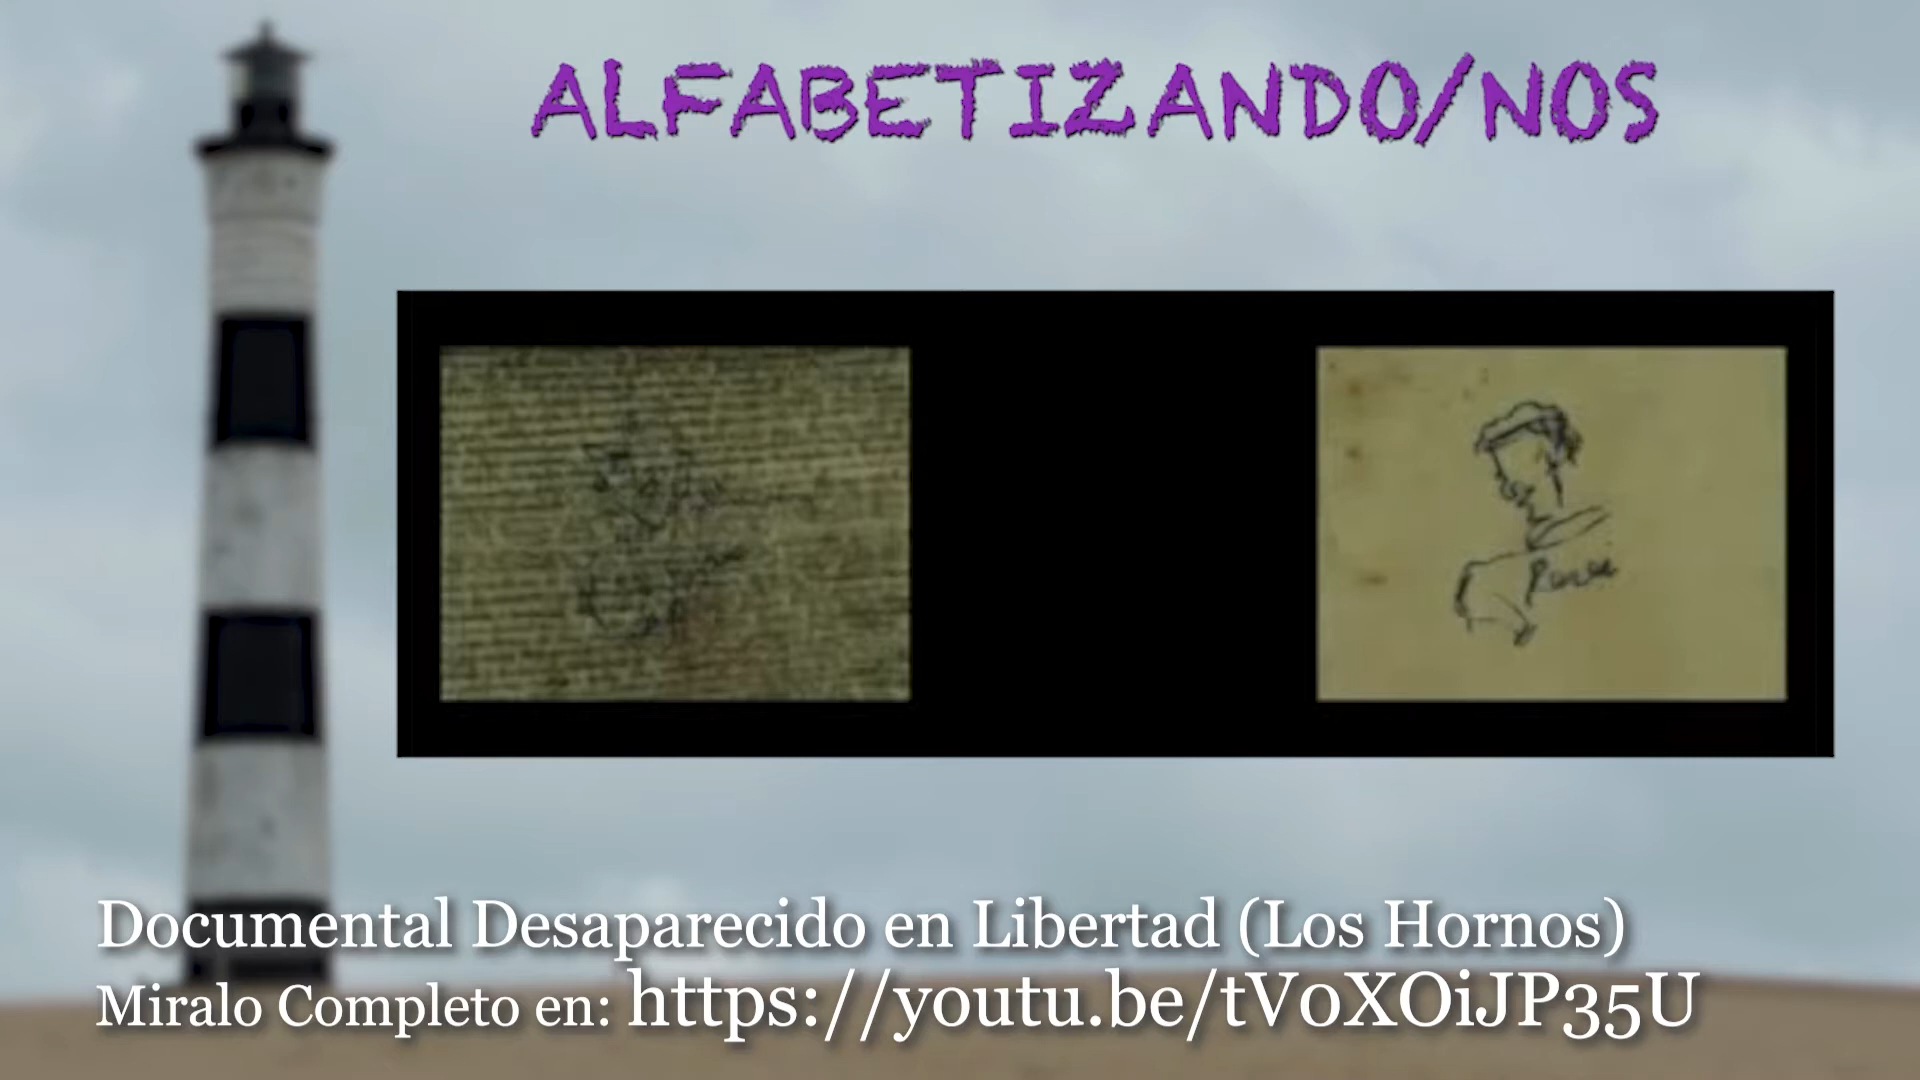 ALFABETIZANDO/NOS
Documental Desaparecido en Libertad (Los Hornos)
Miralo Completo en: https://youtu.be/tVoXOiJP35U